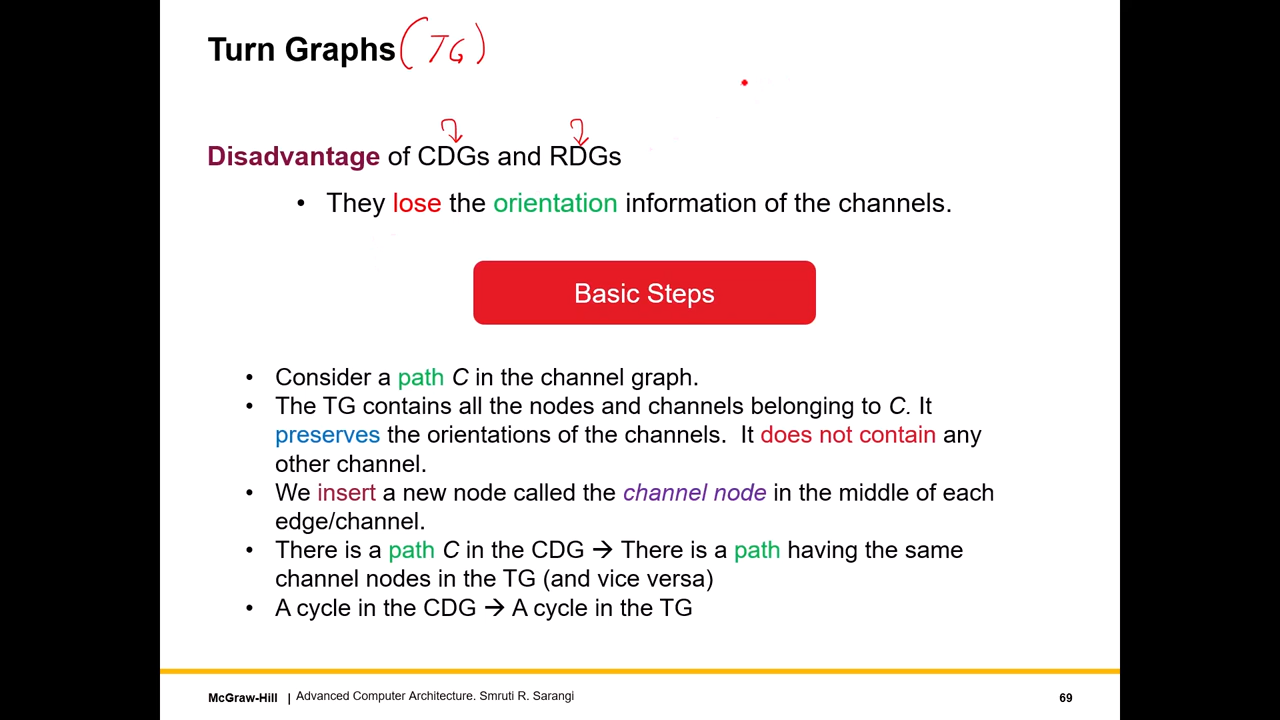 Turn Graphs (TG)
Disadvantage of CDGs and RDGs
• They lose the orientation information of the channels.
Basic Steps
• Consider a path C in the channel graph.
• The TG contains all the nodes and channels belonging to C. It
preserves the orientations of the channels. It does not contain any
other channel.
• We insert a new node called the channel node in the middle of each
edge/channel.
• There is a path C in the CDG → There is a path having the same
channel nodes in the TG (and vice versa)
• A cycle in the CDG → A cycle in the TG
McGraw-Hill | Advanced Computer Architecture. Smruti R. Sarangi
69